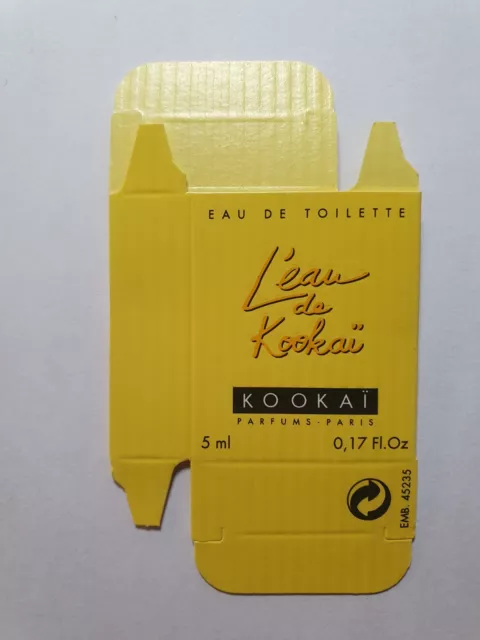 EAU DE TOILETTE
L'eau
de
Kookaï
KOOKAÏ
PARFUMS-PARIS
5 ml 0,17 Fl.Oz
EMB. 45235